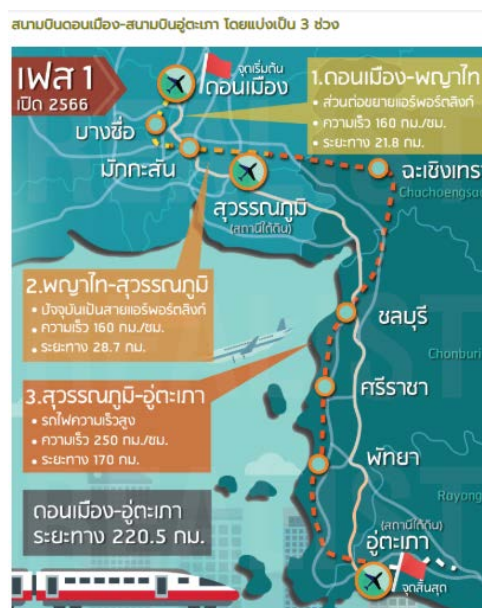 สนามบินดอนเมือง-สนามบินอู่ตะเภา โดยแบ่งเป็น 3 ช่วง
เฟส 1
เปิด 2566
จุดเริ่มต้น
ดอนเมือง
1.ดอนเมือง-พญาไท
• ส่วนต่อขยายแอร์พอร์ตลิงก์
• ความเร็ว 160 กม./ชม.
• ระยะทาง 21.8 กม.
บางซื่อ
มักกะสัน
ฉะเชิงเทรา
Chachoengsao
สุวรรณภูมิ
(สถานีใต้ดิน)
2.พญาไท-สุวรรณภูมิ
• ปัจจุบันเป็นสายแอร์พอร์ตลิงก์
• ความเร็ว 160 กม./ชม.
• ระยะทาง 28.7 กม.
ชลบุรี
Chonburi
3.สุวรรณภูมิ-อู่ตะเภา
• รถไฟความเร็วสูง
• ความเร็ว 250 กม./ชม.
• ระยะทาง 170 กม.
ศรีราชา
พัทยา
Rayong
ดอนเมือง-อู่ตะเภา
ระยะทาง 220.5 กม.
(สถานีใต้ดิน)
อู่ตะเภา
จุดสิ้นสุด